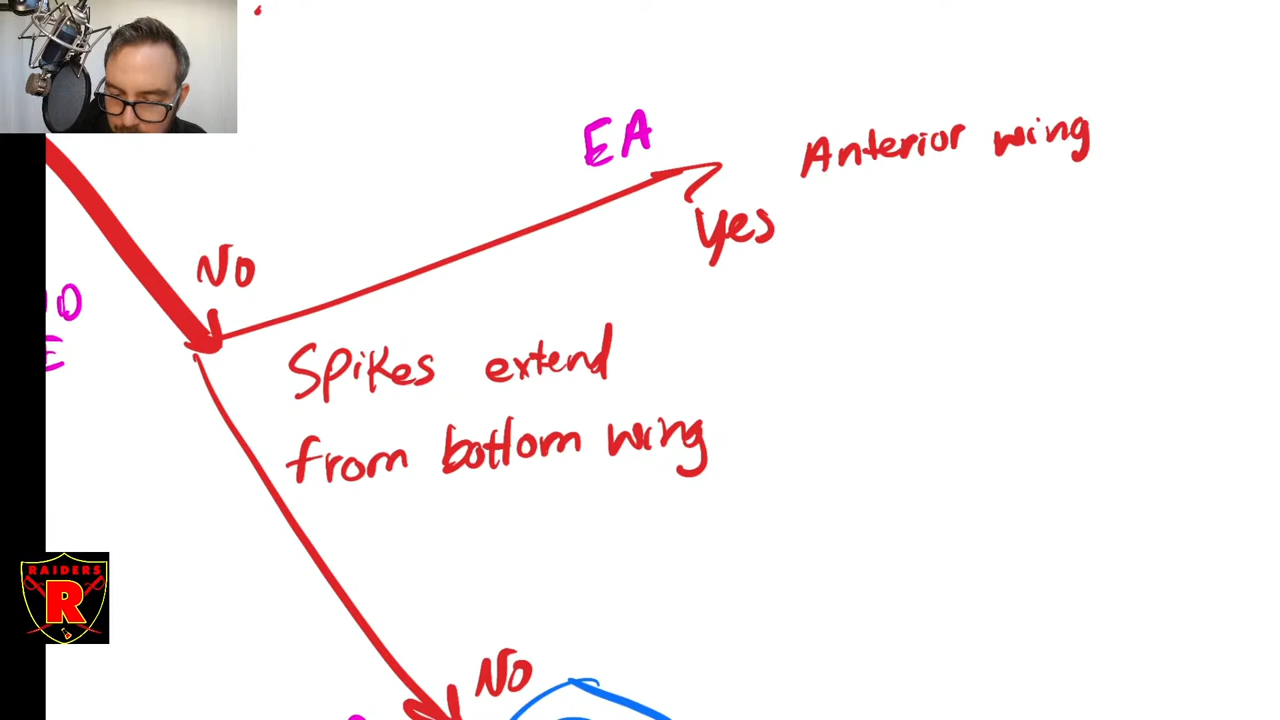 EA
Anterior wing
Yes
No
Spikes extend
from bottom wing
RAIDERS
R
No